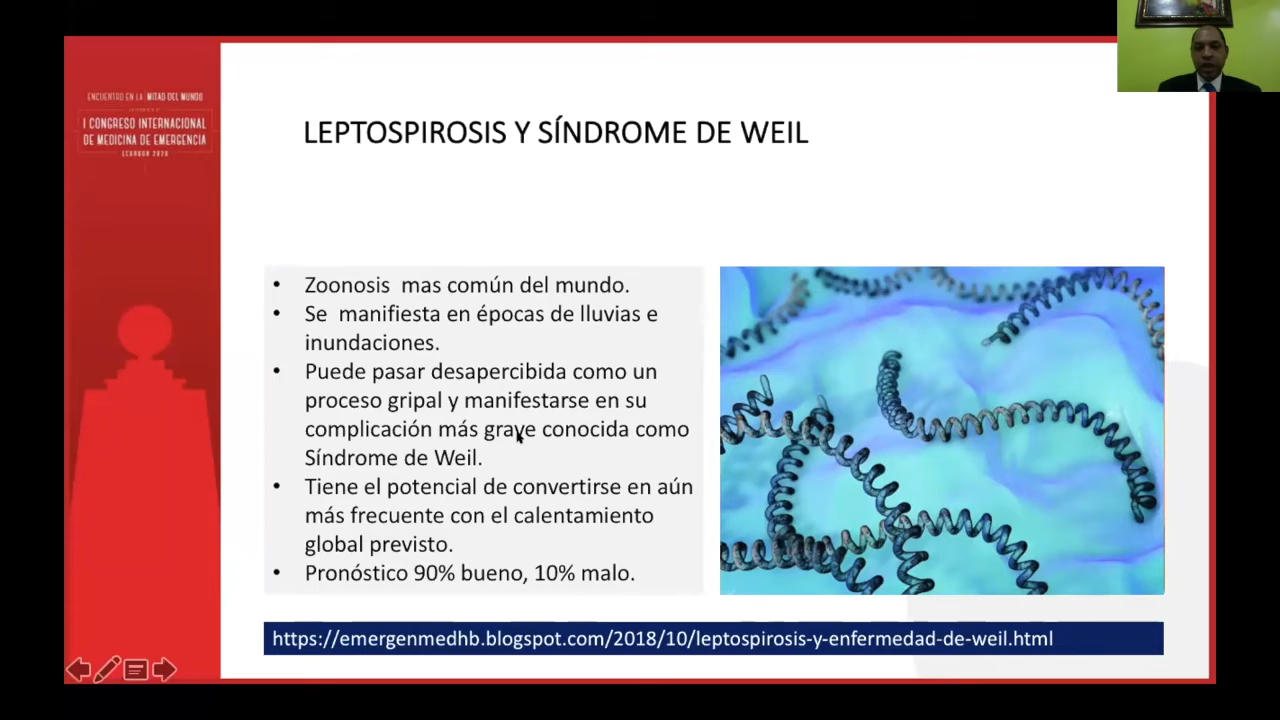 ENCUENTRO EN LA MITAD DEL MUNDO
I CONGRESO INTERNACIONAL
DE MEDICINA DE EMERGENCIA
ECUADOR 2020
LEPTOSPIROSIS Y SÍNDROME DE WEIL
• Zoonosis mas común del mundo.
• Se manifiesta en épocas de lluvias e
inundaciones.
• Puede pasar desapercibida como un
proceso gripal y manifestarse en su
complicación más grave conocida como
Síndrome de Weil.
• Tiene el potencial de convertirse en aún
más frecuente con el calentamiento
global previsto.
• Pronóstico 90% bueno, 10% malo.
https://emergenmedhb.blogspot.com/2018/10/leptospirosis-y-enfermedad-de-weil.html